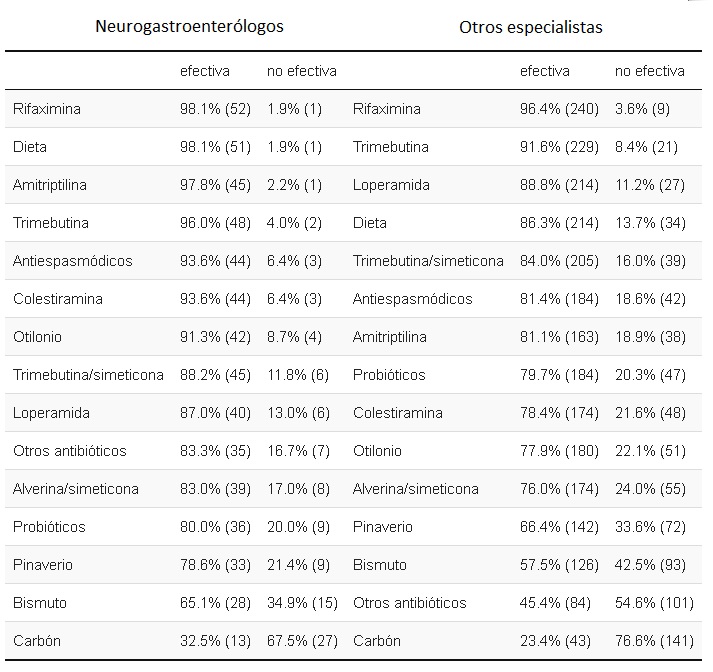 Neurogastroenterólogos Otros especialistas
efectiva no efectiva efectiva no efectiva
Rifaximina 98.1% (52) 1.9% (1) Rifaximina 96.4% (240) 3.6% (9)
Dieta 98.1% (51) 1.9% (1) Trimebutina 91.6% (229) 8.4% (21)
Amitriptilina 97.8% (45) 2.2% (1) Loperamida 88.8% (214) 11.2% (27)
Trimebutina 96.0% (48) 4.0% (2) Dieta 86.3% (214) 13.7% (34)
Antiespasmódicos 93.6% (44) 6.4% (3) Trimebutina/simeticona 84.0% (205) 16.0% (39)
Colestiramina 93.6% (44) 6.4% (3) Antiespasmódicos 81.4% (184) 18.6% (42)
Otilonio 91.3% (42) 8.7% (4) Amitriptilina 81.1% (163) 18.9% (38)
Trimebutina/simeticona 88.2% (45) 11.8% (6) Probióticos 79.7% (184) 20.3% (47)
Loperamida 87.0% (40) 13.0% (6) Colestiramina 78.4% (174) 21.6% (48)
Otros antibióticos 83.3% (35) 16.7% (7) Otilonio 77.9% (180) 22.1% (51)
Alverina/simeticona 83.0% (39) 17.0% (8) Alverina/simeticona 76.0% (174) 24.0% (55)
Probióticos 80.0% (36) 20.0% (9) Pinaverio 66.4% (142) 33.6% (72)
Pinaverio 78.6% (33) 21.4% (9) Bismuto 57.5% (126) 42.5% (93)
Bismuto 65.1% (28) 34.9% (15) Otros antibióticos 45.4% (84) 54.6% (101)
Carbón 32.5% (13) 67.5% (27) Carbón 23.4% (43) 76.6% (141)